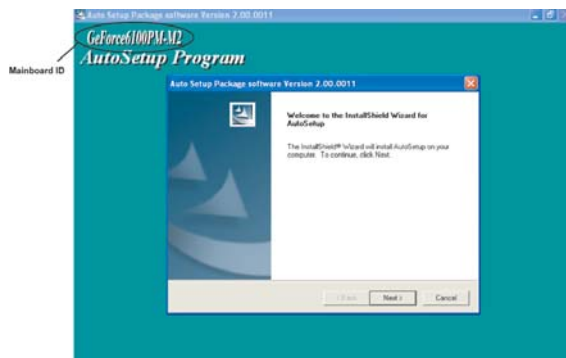 Auto Setup Package software Version 2.00.0011
GeForce6100PM-M2
AutoSetup Program
Mainboard ID
Auto Setup Package software Version 2.00.0011
Welcome to the InstallShield Wizard for
AutoSetup
The InstallShield® Wizard will install AutoSetup on your
computer. To continue, click Next.
< Back
Next >
Cancel